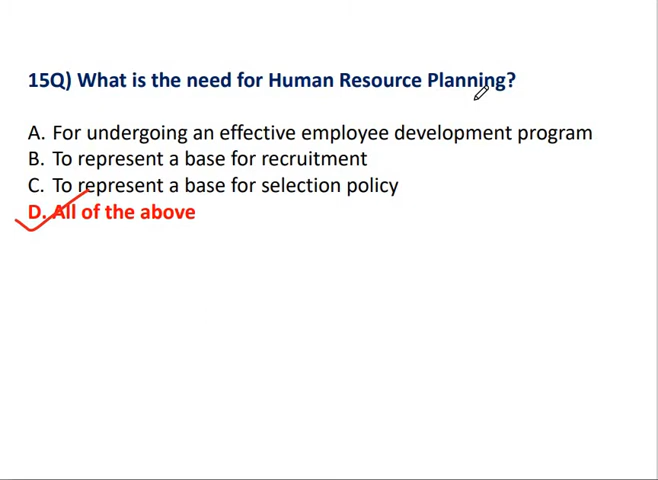 15Q) What is the need for Human Resource Planning?
A. For undergoing an effective employee development program
B. To represent a base for recruitment
C. To represent a base for selection policy
D. All of the above